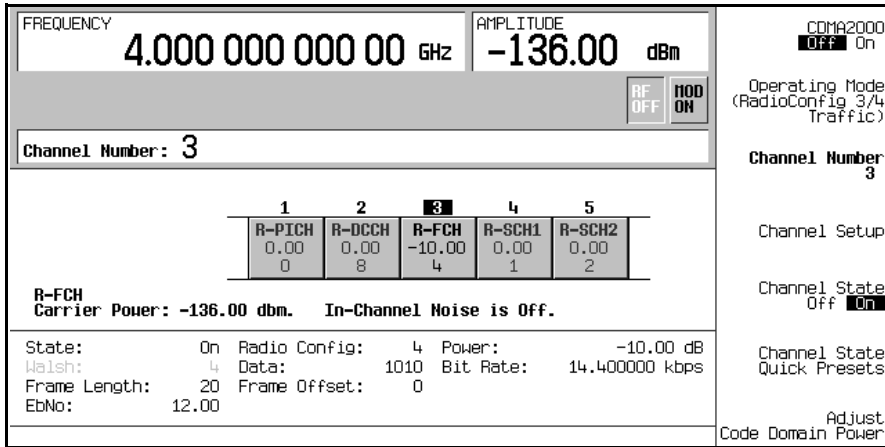 FREQUENCY
4.000 000 000 00 GHz
AMPLITUDE
-136.00 dBm
RF OFF
MOD ON
Channel Number: 3
1 2 3 4 5
R-PICH R-DCCH R-FCH R-SCH1 R-SCH2
0.00 0.00 -10.00 0.00 0.00
0 8 4 1 2
R-FCH
Carrier Power: -136.00 dbm. In-Channel Noise is Off.
State: On Radio Config: 4 Power: -10.00 dB
Walsh: 4 Data: 1010 Bit Rate: 14.400000 kbps
Frame Length: 20 Frame Offset: 0
EbNo: 12.00
CDMA2000
Off On
Operating Mode
(RadioConfig 3/4
Traffic)
Channel Number
3
Channel Setup
Channel State
Off On
Channel State
Quick Presets
Adjust
Code Domain Power